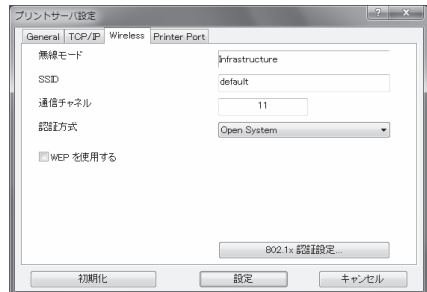 プリントサーバ設定
General TCP/IP Wireless Printer Port
無線モード Infrastructure
SSID default
通信チャネル 11
認証方式 Open System
WEP を使用する
802.1x 認証設定...
初期化 設定 キャンセル